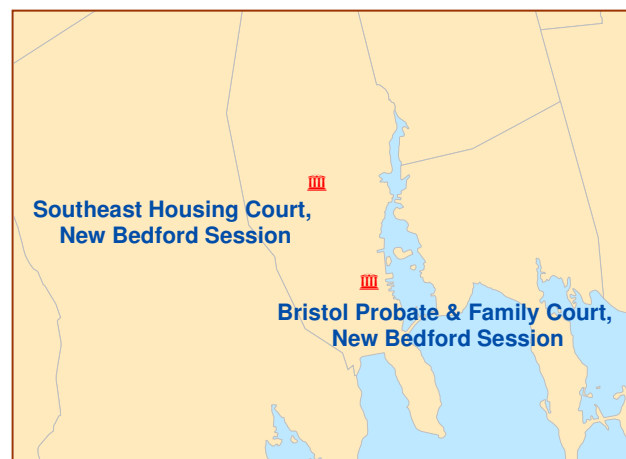 Southeast Housing Court,
New Bedford Session
Bristol Probate & Family Court,
New Bedford Session